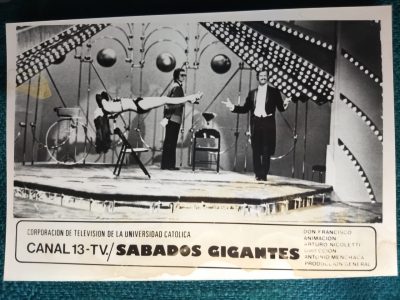 CORPORACION DE TELEVISION DE LA UNIVERSIDAD CATOLICA
CANAL 13-TV./SABADOS GIGANTES
DON FRANCISCO
ANIMACION
ARTURO NICOLETTI
DIRECCION
ANTONIO MENCHACA
PRODUCCION GENERAL